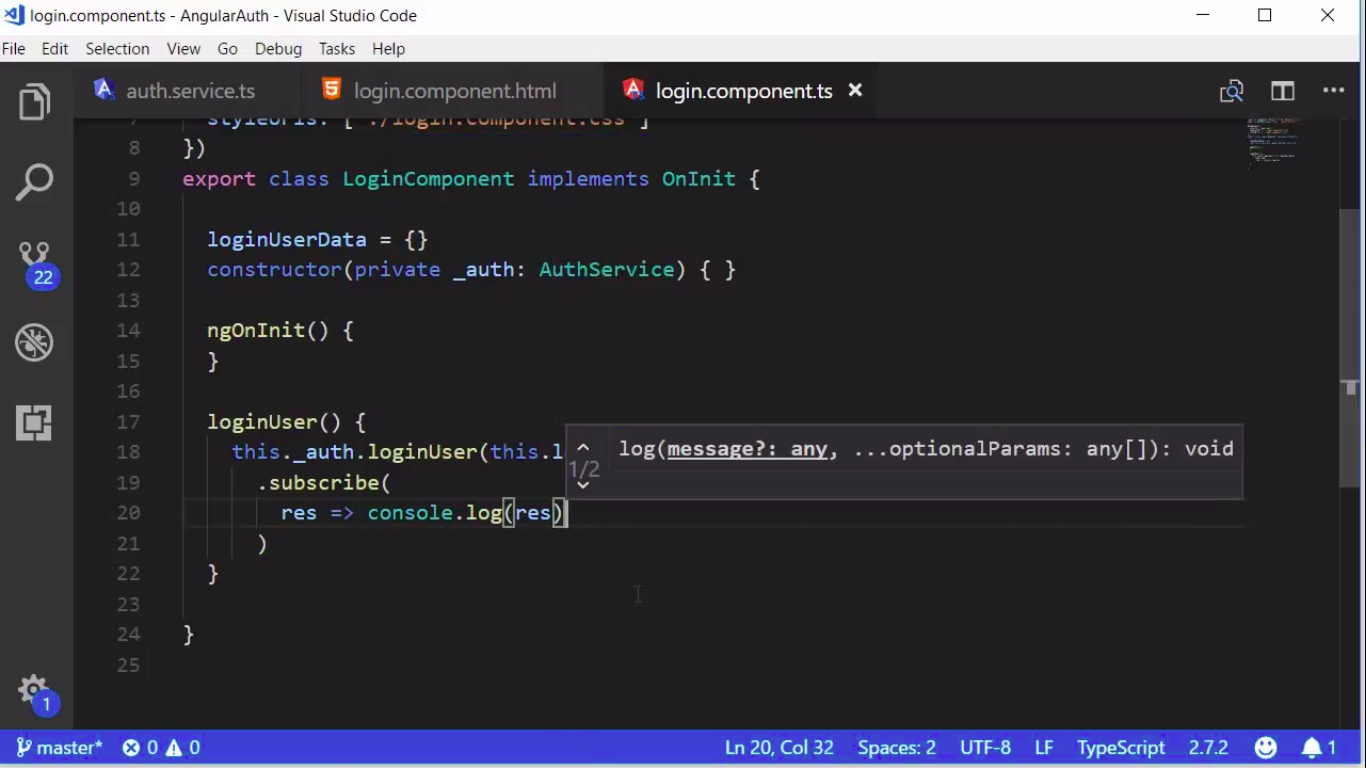 login.component.ts - AngularAuth - Visual Studio Code
File Edit Selection View Go Debug Tasks Help
auth.service.ts login.component.html login.component.ts
7 styleUrls: ['./login.component.css']
8 })
9 export class LoginComponent implements OnInit {
10
11 loginUserData = {}
12 constructor(private _auth: AuthService) { }
13
14 ngOnInit() {
15 }
16
17 loginUser() {
18 this._auth.loginUser(this.l
log(message?: any, ...optionalParams: any[]): void
1/2
19 .subscribe(
20 res => console.log(res)
21 )
22 }
23
24 }
25
22
1
master* 0 0 Ln 20, Col 32 Spaces: 2 UTF-8 LF TypeScript 2.7.2 1